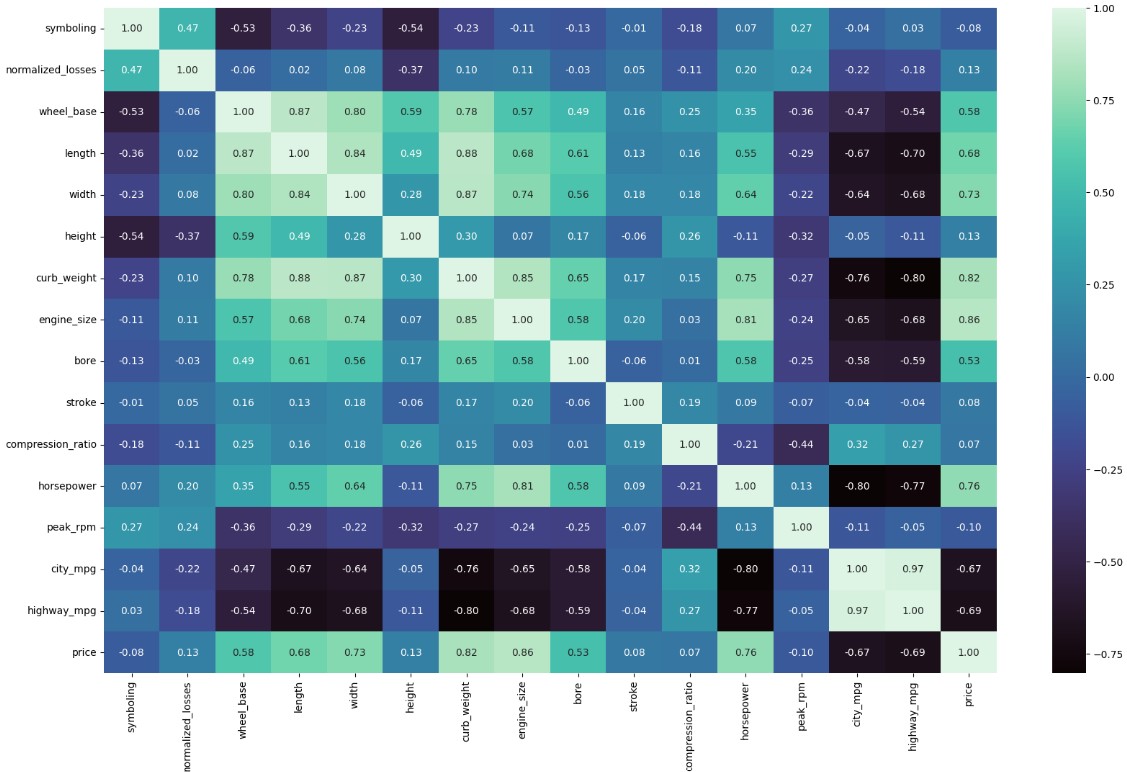 symboling 1.00 0.47 -0.53 -0.36 -0.23 -0.54 -0.23 -0.11 -0.13 -0.01 -0.18 0.07 0.27 -0.04 0.03 -0.08
normalized_losses 0.47 1.00 -0.06 0.02 0.08 -0.37 0.10 0.11 -0.03 0.05 -0.11 0.20 0.24 -0.22 -0.18 0.13
wheel_base -0.53 -0.06 1.00 0.87 0.80 0.59 0.78 0.57 0.49 0.16 0.25 0.35 -0.36 -0.47 -0.54 0.58
length -0.36 0.02 0.87 1.00 0.84 0.49 0.88 0.68 0.61 0.13 0.16 0.55 -0.29 -0.67 -0.70 0.68
width -0.23 0.08 0.80 0.84 1.00 0.28 0.87 0.74 0.56 0.18 0.18 0.64 -0.22 -0.64 -0.68 0.73
height -0.54 -0.37 0.59 0.49 0.28 1.00 0.30 0.07 0.17 -0.06 0.26 -0.11 -0.32 -0.05 -0.11 0.13
curb_weight -0.23 0.10 0.78 0.88 0.87 0.30 1.00 0.85 0.65 0.17 0.15 0.75 -0.27 -0.76 -0.80 0.82
engine_size -0.11 0.11 0.57 0.68 0.74 0.07 0.85 1.00 0.58 0.20 0.03 0.81 -0.24 -0.65 -0.68 0.86
bore -0.13 -0.03 0.49 0.61 0.56 0.17 0.65 0.58 1.00 -0.06 0.01 0.58 -0.25 -0.58 -0.59 0.53
stroke -0.01 0.05 0.16 0.13 0.18 -0.06 0.17 0.20 -0.06 1.00 0.19 0.09 -0.07 -0.04 -0.04 0.08
compression_ratio -0.18 -0.11 0.25 0.16 0.18 0.26 0.15 0.03 0.01 0.19 1.00 -0.21 -0.44 0.32 0.27 0.07
horsepower 0.07 0.20 0.35 0.55 0.64 -0.11 0.75 0.81 0.58 0.09 -0.21 1.00 0.13 -0.80 -0.77 0.76
peak_rpm 0.27 0.24 -0.36 -0.29 -0.22 -0.32 -0.27 -0.24 -0.25 -0.07 -0.44 0.13 1.00 -0.11 -0.05 -0.10
city_mpg -0.04 -0.22 -0.47 -0.67 -0.64 -0.05 -0.76 -0.65 -0.58 -0.04 0.32 -0.80 -0.11 1.00 0.97 -0.67
highway_mpg 0.03 -0.18 -0.54 -0.70 -0.68 -0.11 -0.80 -0.68 -0.59 -0.04 0.27 -0.77 -0.05 0.97 1.00 -0.69
price -0.08 0.13 0.58 0.68 0.73 0.13 0.82 0.86 0.53 0.08 0.07 0.76 -0.10 -0.67 -0.69 1.00
symboling
normalized_losses
wheel_base
length
width
height
curb_weight
engine_size
bore
stroke
compression_ratio
horsepower
peak_rpm
city_mpg
highway_mpg
price
1.00
0.75
0.50
0.25
0.00
−0.25
−0.50
−0.75